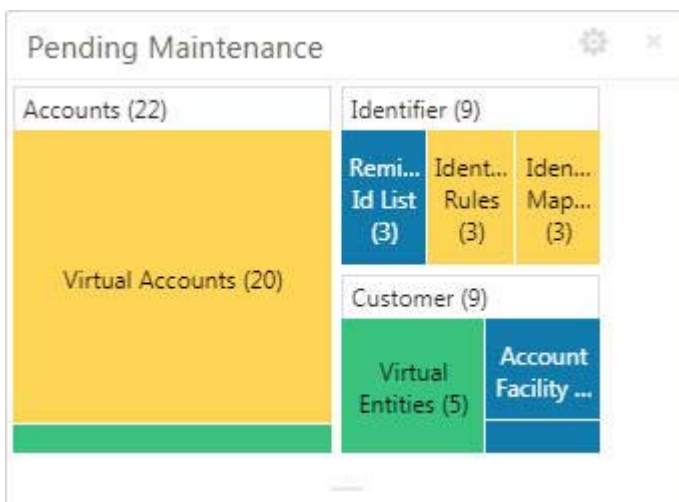 Pending Maintenance
Accounts (22)
Virtual Accounts (20)
Identifier (9)
Remi...
Id List
(3)
Ident...
Rules
(3)
Iden...
Map...
(3)
Customer (9)
Virtual
Entities (5)
Account
Facility ...